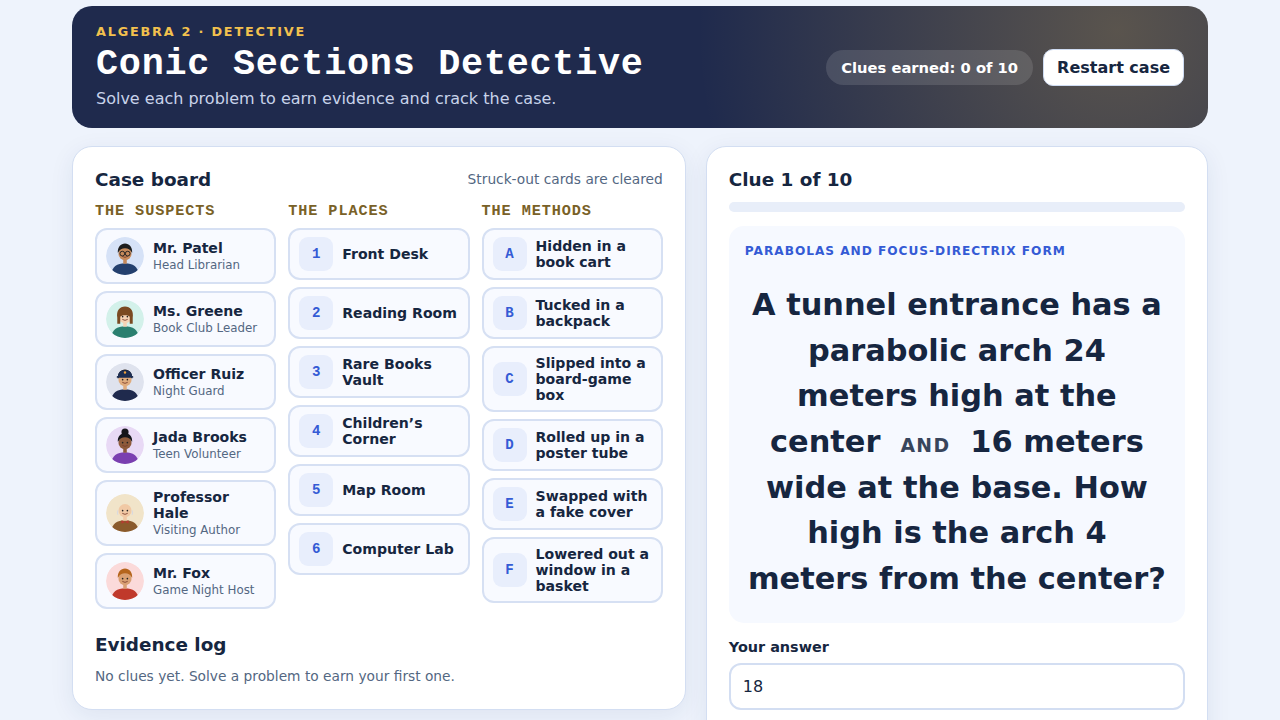 ALGEBRA 2 · DETECTIVE
Conic Sections Detective
Solve each problem to earn evidence and crack the case.
Clues earned: 0 of 10
Restart case
Case board
Struck-out cards are cleared
THE SUSPECTS
Mr. Patel
Head Librarian
Ms. Greene
Book Club Leader
Officer Ruiz
Night Guard
Jada Brooks
Teen Volunteer
Professor
Hale
Visiting Author
Mr. Fox
Game Night Host
THE PLACES
1 Front Desk
2 Reading Room
3 Rare Books
Vault
4 Children’s
Corner
5 Map Room
6 Computer Lab
THE METHODS
A Hidden in a
book cart
B Tucked in a
backpack
C Slipped into a
board-game
box
D Rolled up in a
poster tube
E Swapped with
a fake cover
F Lowered out a
window in a
basket
Evidence log
No clues yet. Solve a problem to earn your first one.
Clue 1 of 10
PARABOLAS AND FOCUS-DIRECTRIX FORM
A tunnel entrance has a
parabolic arch 24
meters high at the
center AND 16 meters
wide at the base. How
high is the arch 4
meters from the center?
Your answer
18